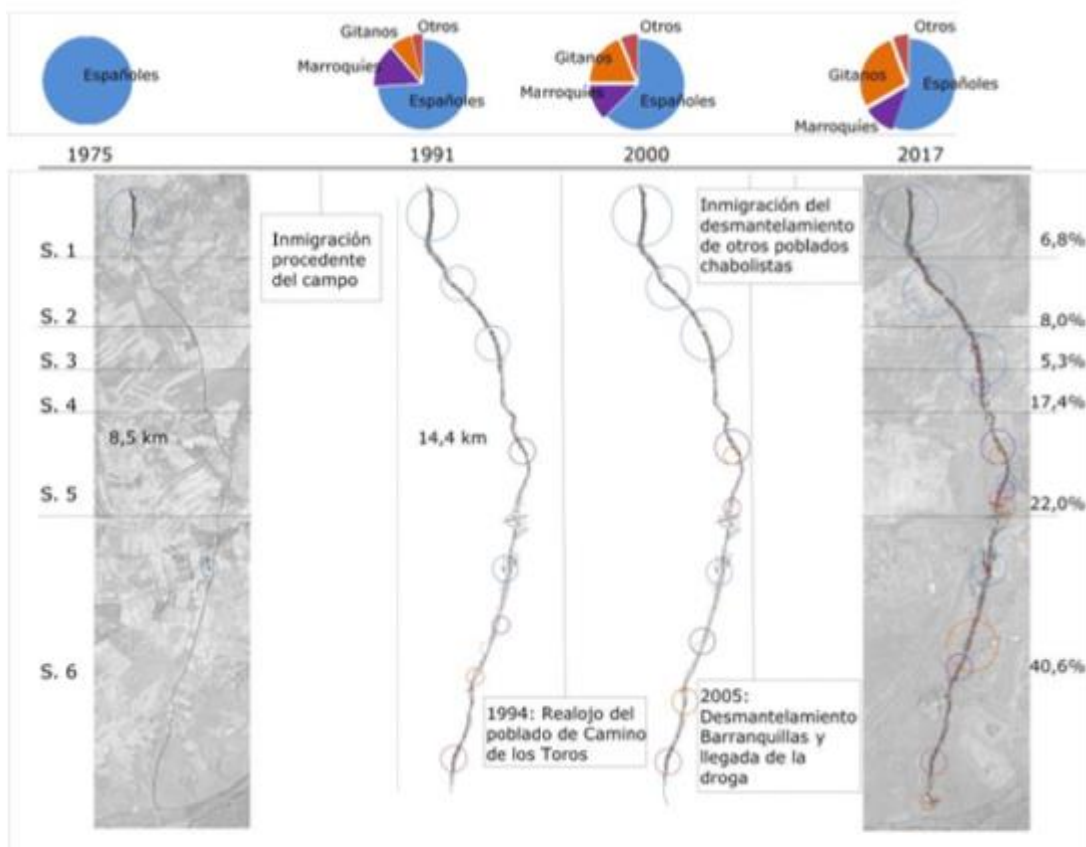 Españoles
Gitanos
Otros
Marroquíes
Españoles
Gitanos
Otros
Marroquíes
Españoles
Gitanos
Otros
Españoles
Marroquíes
1975
1991
2000
2017
S. 1
S. 2
S. 3
S. 4
S. 5
S. 6
8,5 km
Inmigración
procedente
del campo
14,4 km
1994: Realojo del
poblado de Camino
de los Toros
Inmigración del
desmantelamiento
de otros poblados
chabolistas
2005:
Desmantelamiento
Barranquillas y
llegada de la
droga
6,8%
8,0%
5,3%
17,4%
22,0%
40,6%